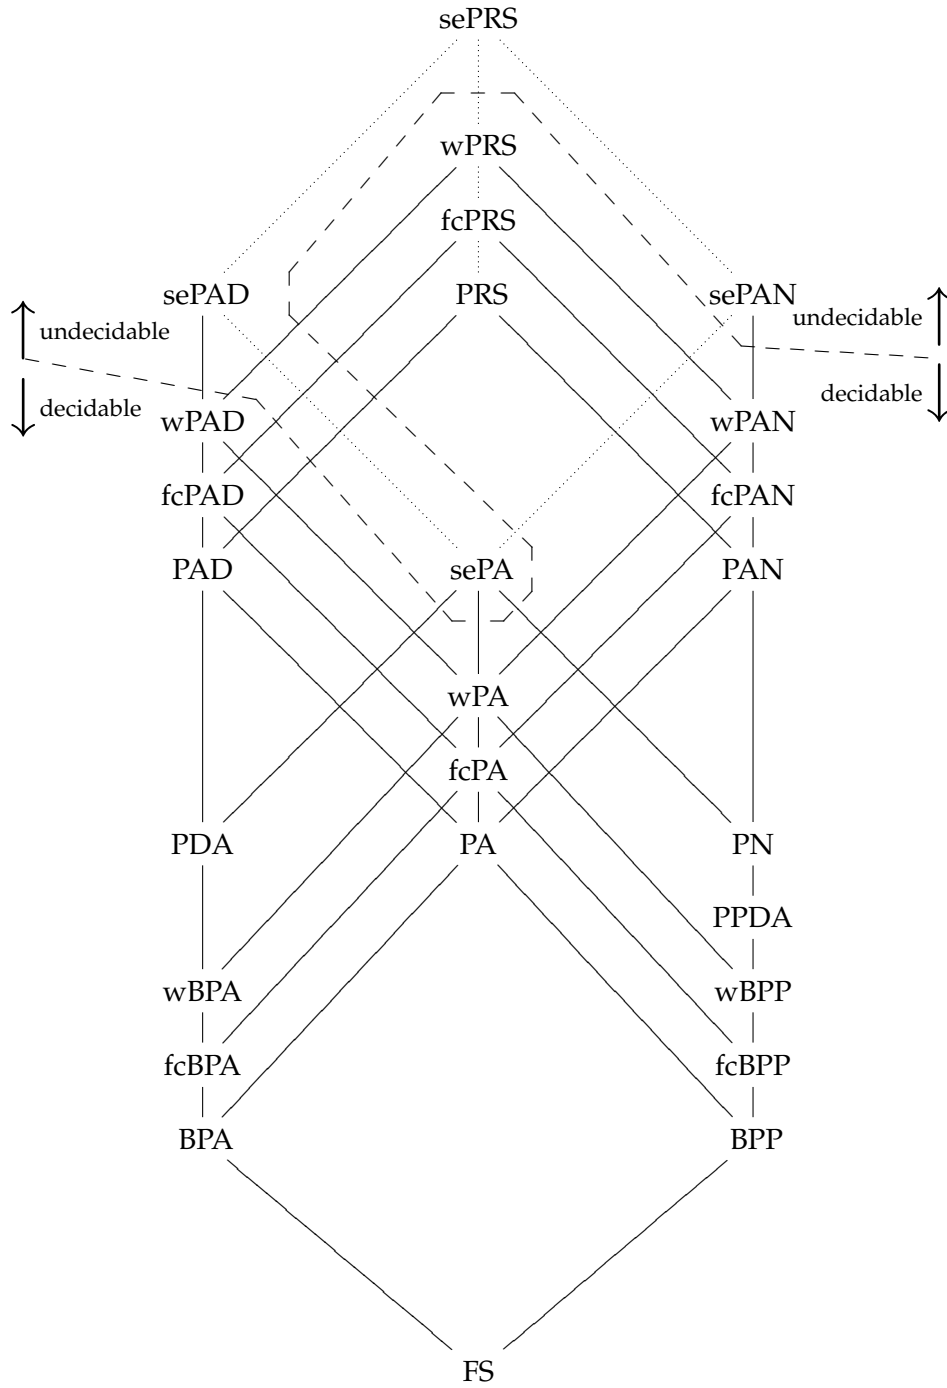 sePRS
wPRS
fcPRS
sePAD PRS sePAN
undecidable undecidable
decidable decidable
wPAD wPAN
fcPAD fcPAN
PAD sePA PAN
wPA
fcPA
PDA PA PN
PPDA
wBPA wBPP
fcBPA fcBPP
BPA BPP
FS